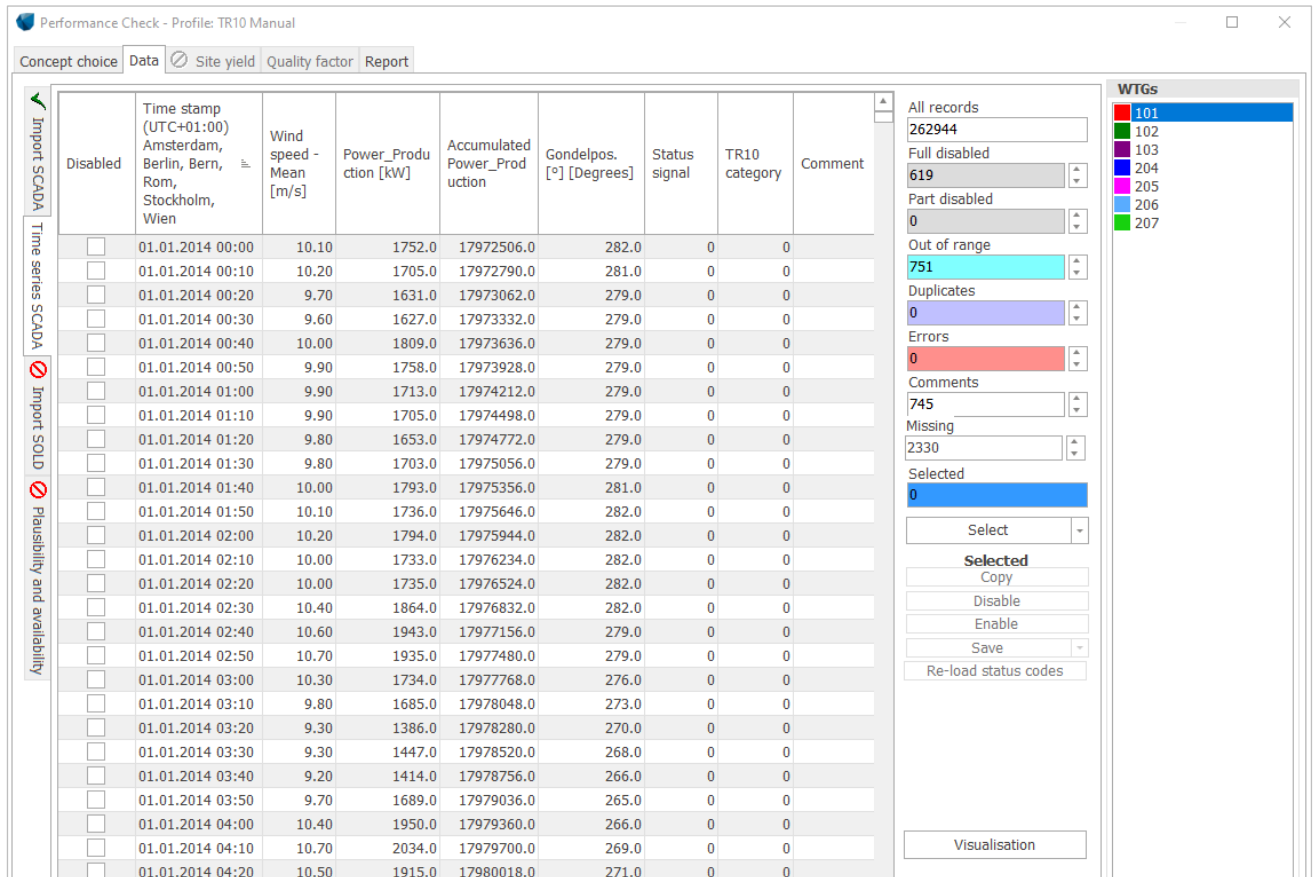 Performance Check - Profile: TR10 Manual
Concept choice Data Site yield Quality factor Report
Import SCADA
Time series SCADA
Import SOLD
Plausibility and availability
Disabled
Time stamp
(UTC+01:00)
Amsterdam,
Berlin, Bern,
Rom,
Stockholm,
Wien
Wind
speed -
Mean
[m/s]
Power_Produ
ction [kW]
Accumulated
Power_Prod
uction
Gondelpos.
[°] [Degrees]
Status
signal
TR10
category
Comment
01.01.2014 00:00 10.10 1752.0 17972506.0 282.0 0 0
01.01.2014 00:10 10.20 1705.0 17972790.0 281.0 0 0
01.01.2014 00:20 9.70 1631.0 17973062.0 279.0 0 0
01.01.2014 00:30 9.60 1627.0 17973332.0 279.0 0 0
01.01.2014 00:40 10.00 1809.0 17973636.0 279.0 0 0
01.01.2014 00:50 9.90 1758.0 17973928.0 279.0 0 0
01.01.2014 01:00 9.90 1713.0 17974212.0 279.0 0 0
01.01.2014 01:10 9.90 1705.0 17974498.0 279.0 0 0
01.01.2014 01:20 9.80 1653.0 17974772.0 279.0 0 0
01.01.2014 01:30 9.80 1703.0 17975056.0 279.0 0 0
01.01.2014 01:40 10.00 1793.0 17975356.0 281.0 0 0
01.01.2014 01:50 10.10 1736.0 17975646.0 282.0 0 0
01.01.2014 02:00 10.20 1794.0 17975944.0 282.0 0 0
01.01.2014 02:10 10.00 1733.0 17976234.0 282.0 0 0
01.01.2014 02:20 10.00 1735.0 17976524.0 282.0 0 0
01.01.2014 02:30 10.40 1864.0 17976832.0 282.0 0 0
01.01.2014 02:40 10.60 1943.0 17977156.0 279.0 0 0
01.01.2014 02:50 10.70 1935.0 17977480.0 279.0 0 0
01.01.2014 03:00 10.30 1734.0 17977768.0 276.0 0 0
01.01.2014 03:10 9.80 1685.0 17978048.0 273.0 0 0
01.01.2014 03:20 9.30 1386.0 17978280.0 270.0 0 0
01.01.2014 03:30 9.30 1447.0 17978520.0 268.0 0 0
01.01.2014 03:40 9.20 1414.0 17978756.0 266.0 0 0
01.01.2014 03:50 9.70 1689.0 17979036.0 265.0 0 0
01.01.2014 04:00 10.40 1950.0 17979360.0 266.0 0 0
01.01.2014 04:10 10.70 2034.0 17979700.0 269.0 0 0
01.01.2014 04:20 10.50 1915.0 17980018.0 271.0 0 0
All records
262944
Full disabled
619
Part disabled
0
Out of range
751
Duplicates
0
Errors
0
Comments
745
Missing
2330
Selected
0
Select
Selected
Copy
Disable
Enable
Save
Re-load status codes
Visualisation
WTGs
101
102
103
204
205
206
207